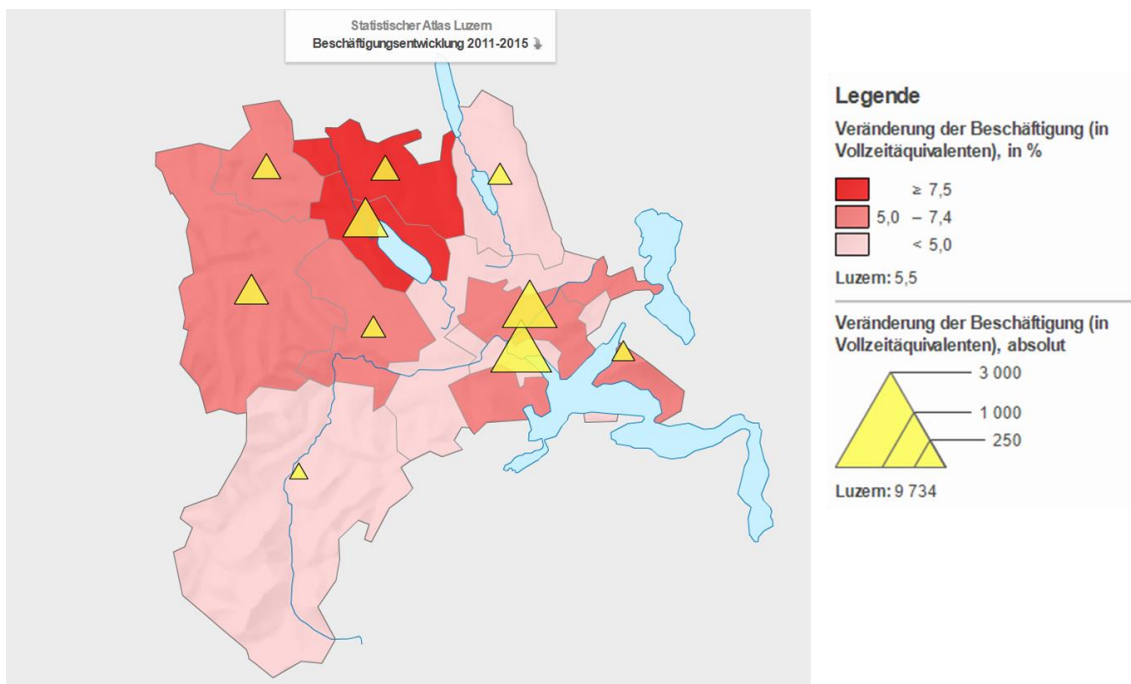 Statistischer Atlas Luzern
Beschäftigungsentwicklung 2011-2015
Legende
Veränderung der Beschäftigung (in
Vollzeitäquivalenten), in %
≥ 7,5
5,0 – 7,4
< 5,0
Luzern: 5,5
Veränderung der Beschäftigung (in
Vollzeitäquivalenten), absolut
3 000
1 000
250
Luzern: 9 734